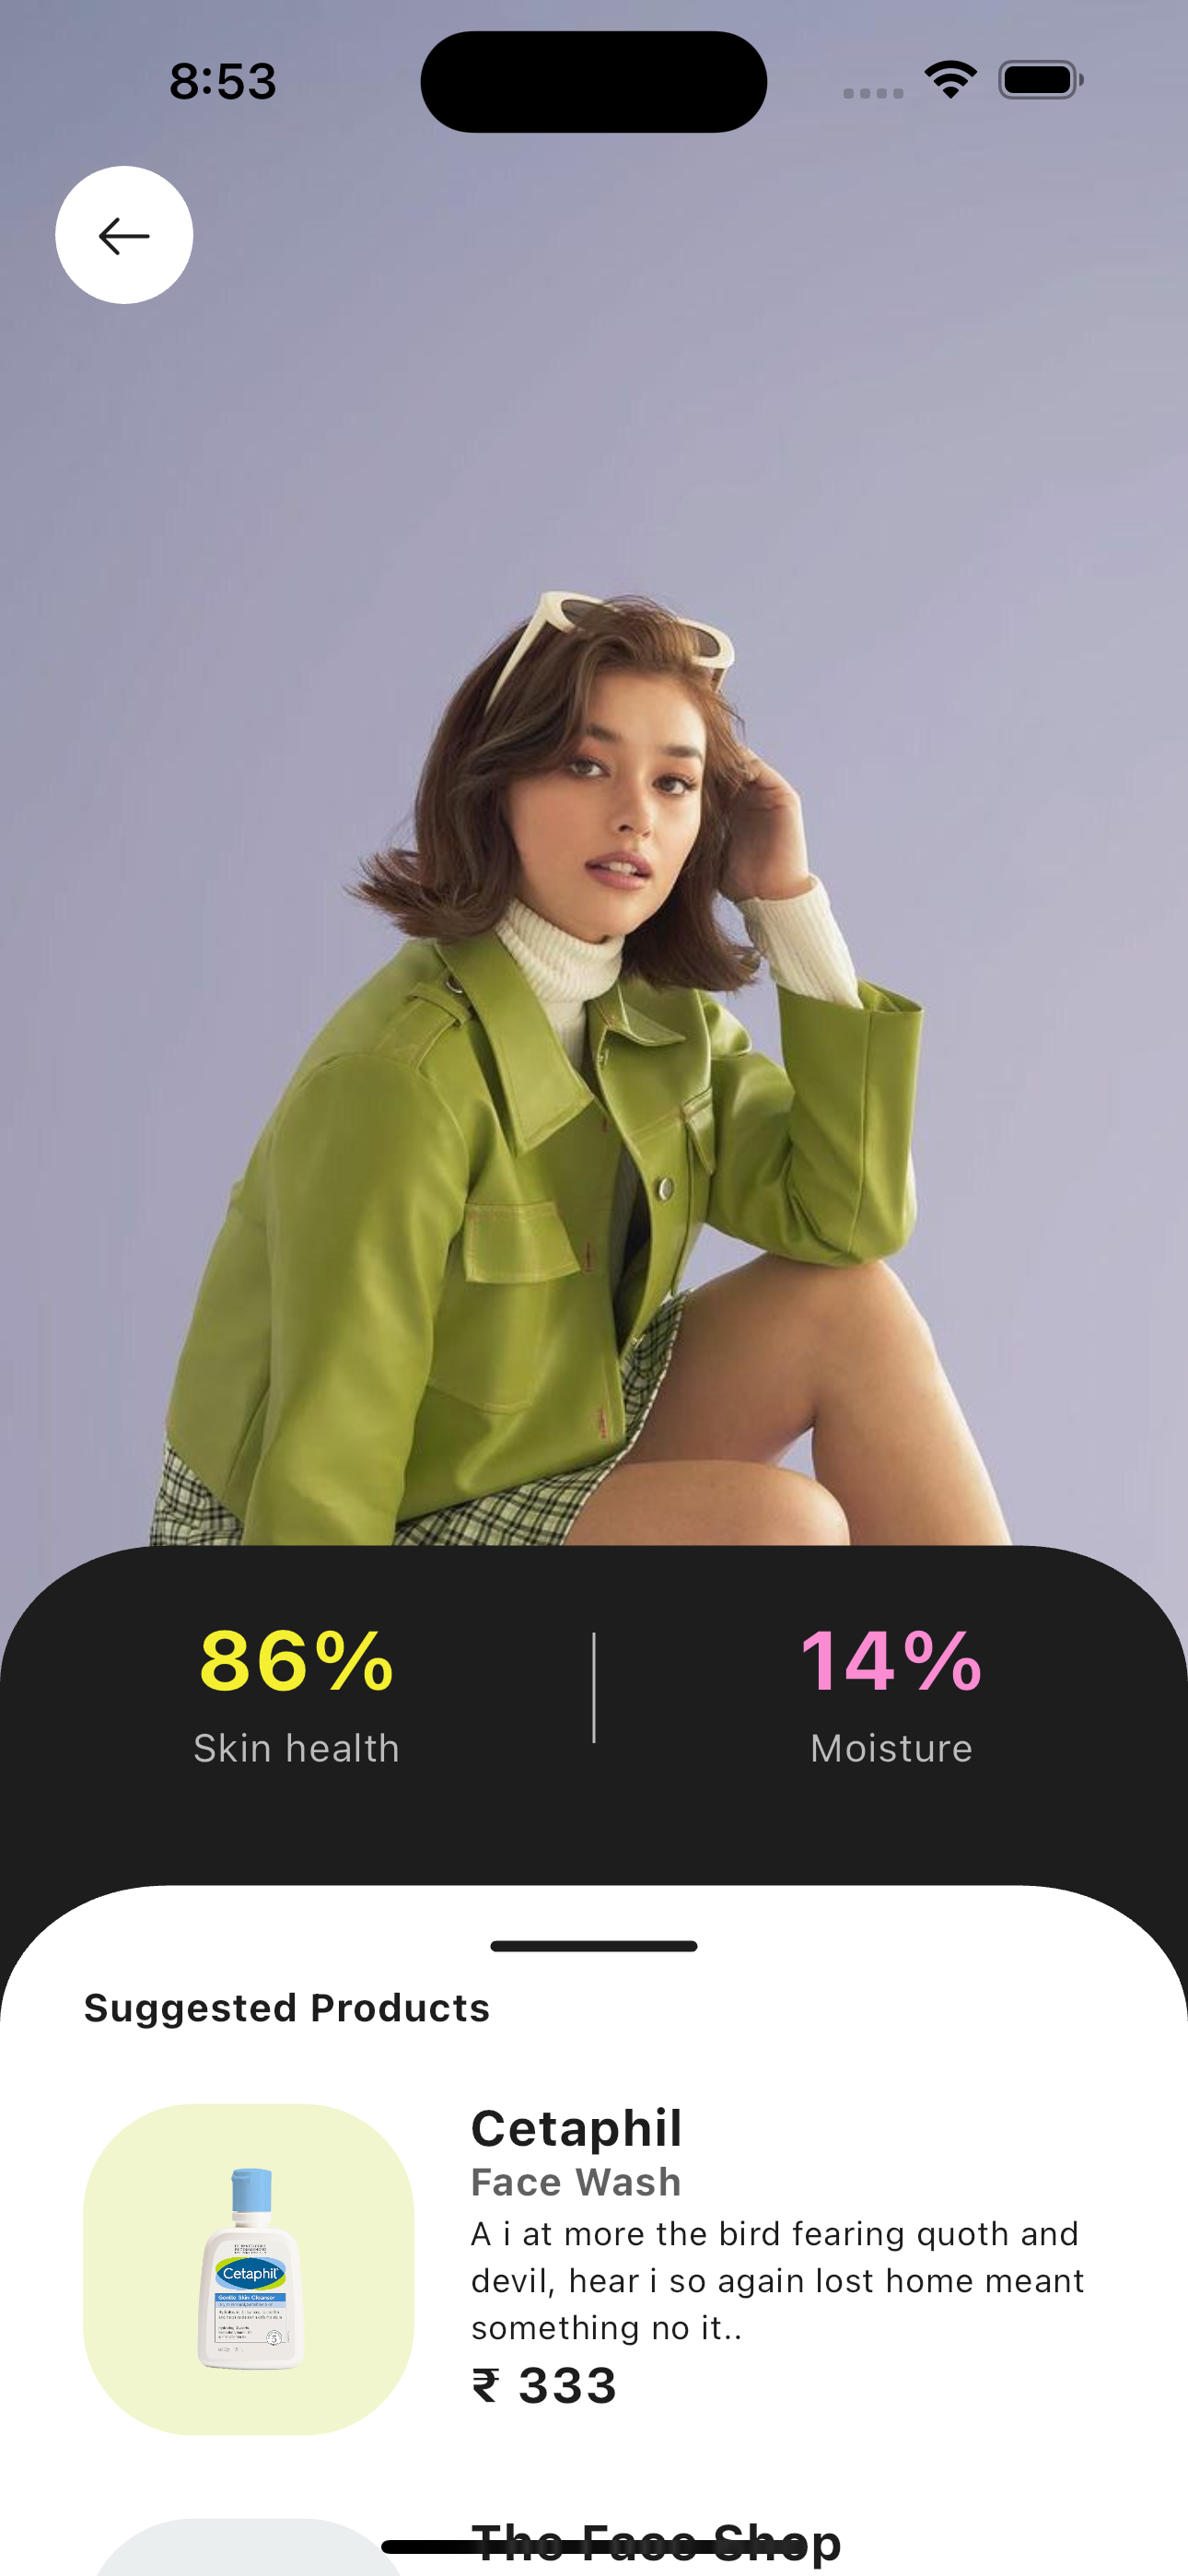 8:53
86%
Skin health
14%
Moisture
Suggested Products
Cetaphil
Face Wash
A i at more the bird fearing quoth and
devil, hear i so again lost home meant
something no it..
₹ 333
Cetaphil
Gentle Skin Cleanser
The Face Shop